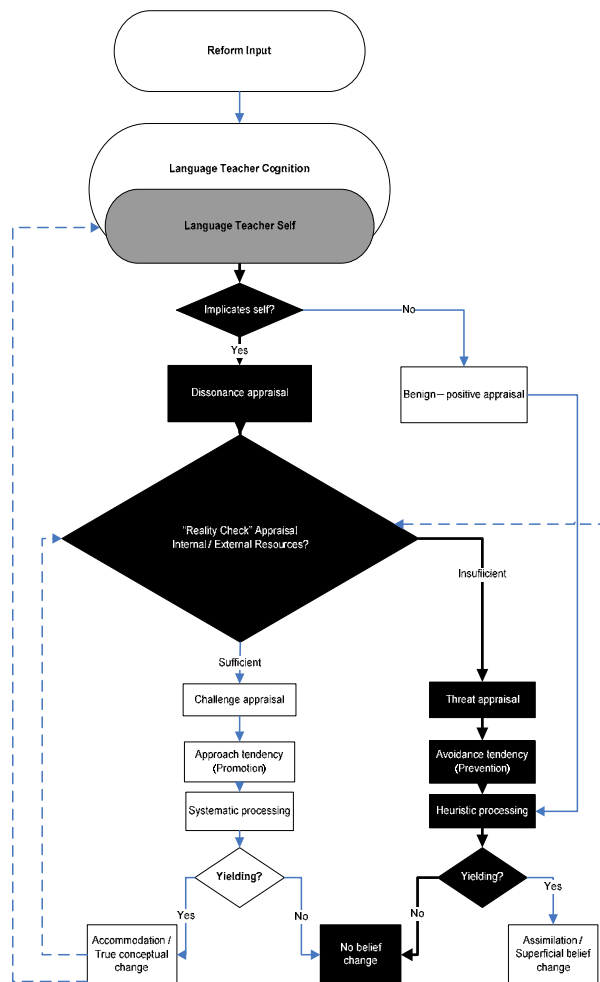 Reform Input
Language Teacher Cognition
Language Teacher Self
Implicates self?
No
Yes
Dissonance appraisal
Benign—positive appraisal
"Reality Check" Appraisal
Internal / External Resources?
Insufficient
Sufficient
Challenge appraisal
Threat appraisal
Approach tendency
(Promotion)
Avoidance tendency
(Prevention)
Systematic processing
Heuristic processing
Yielding?
Yielding?
Yes
No
No
Yes
Accommodation /
True conceptual
change
No belief
change
Assimilation /
Superficial belief
change